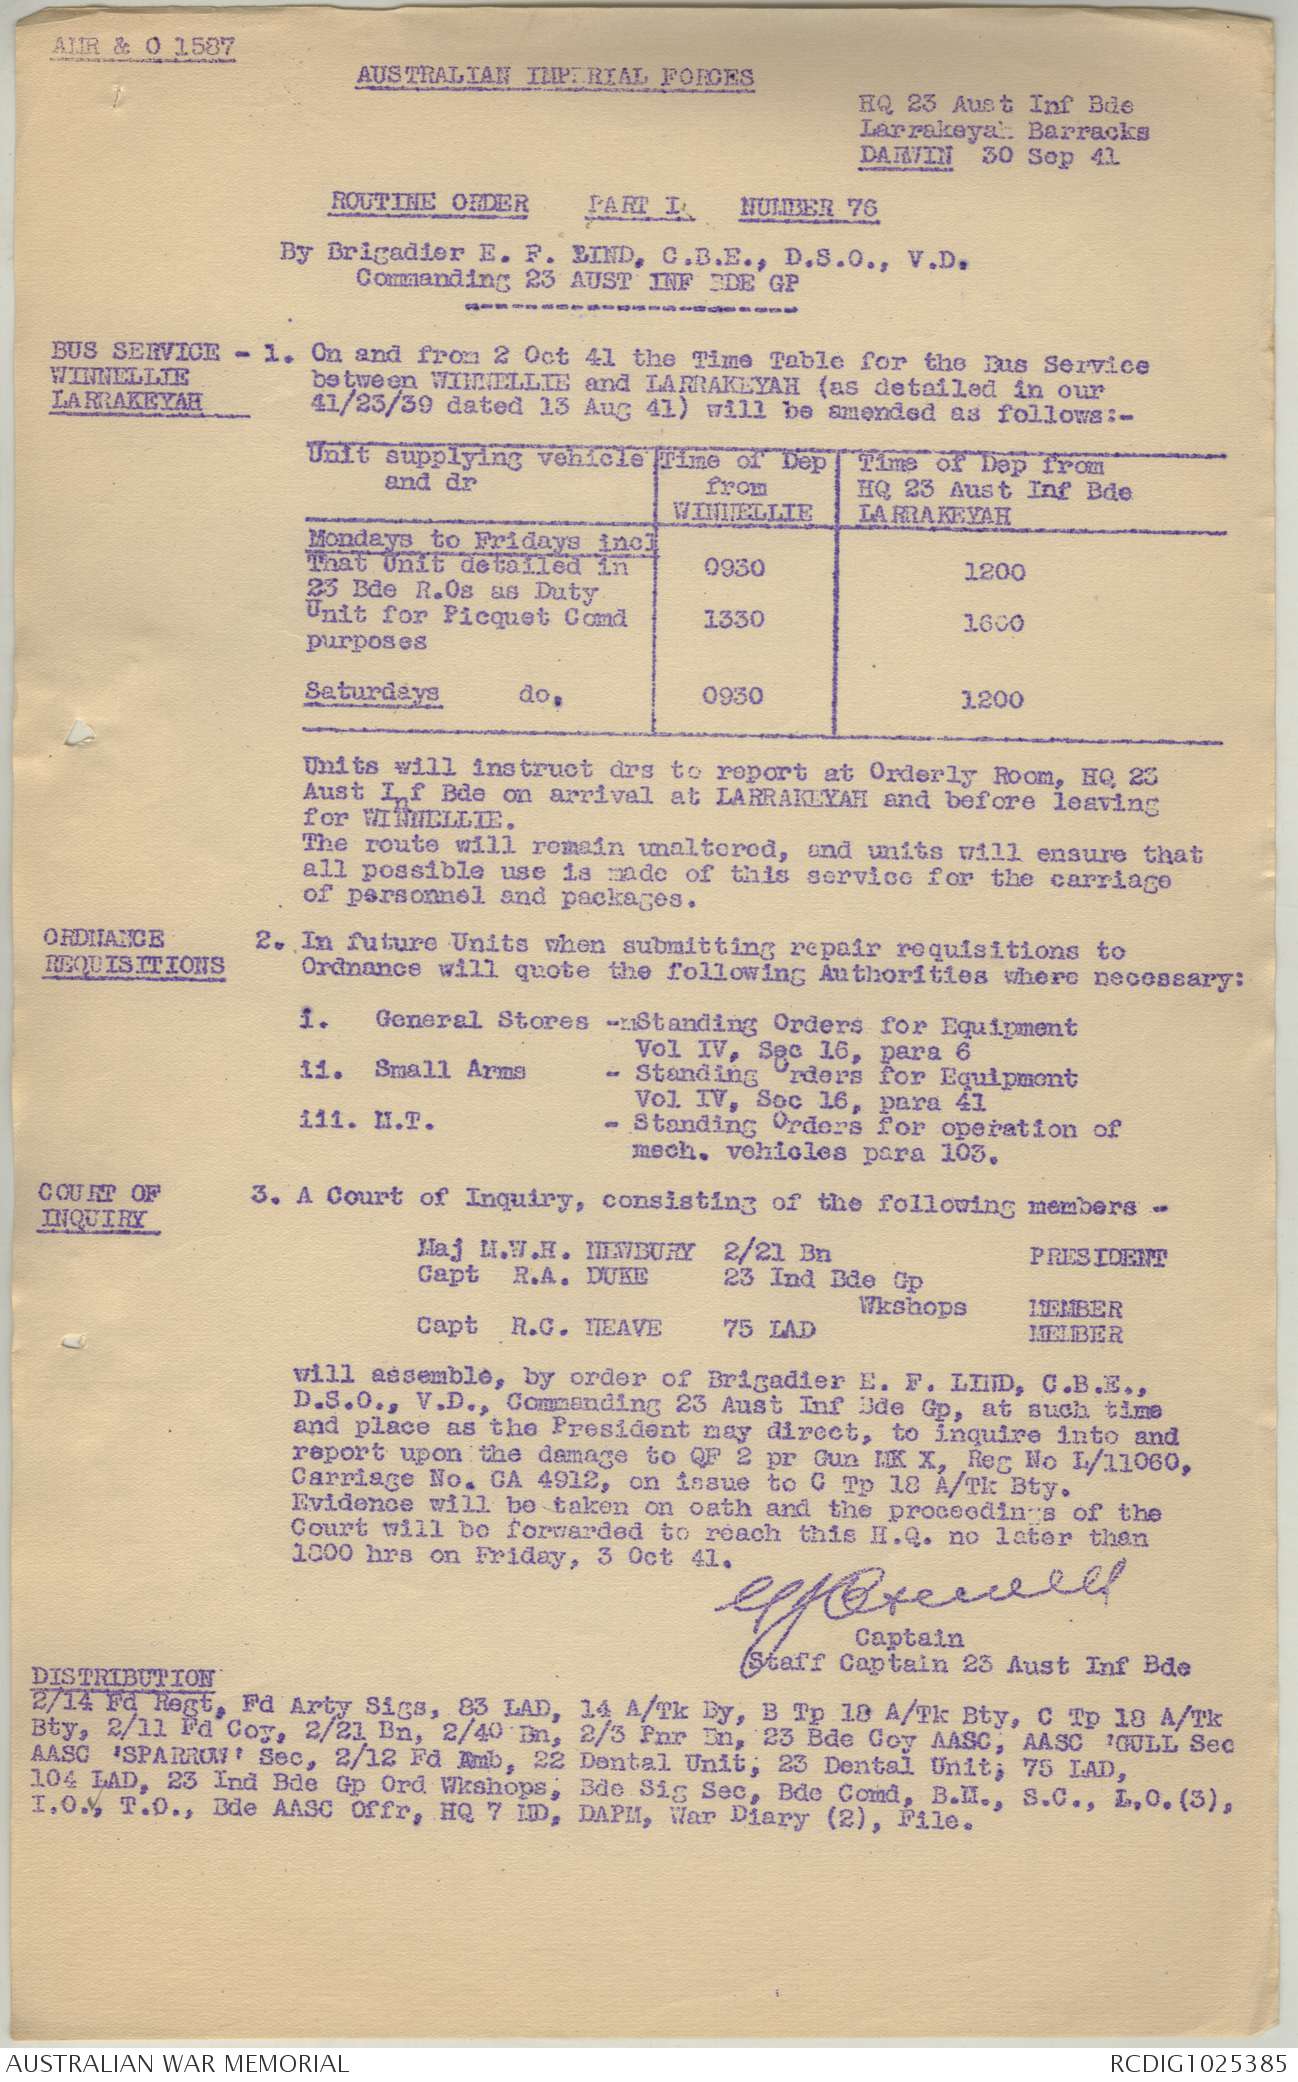 AMR & O 1587
AUSTRALIAN IMPERIAL FORCES
HQ 23 Aust Inf Bde
Larrakeyah Barracks
DARWIN 30 Sep 41
ROUTINE ORDER PART I NUMBER 76
By Brigadier E. F. LIND, C.B.E., D.S.O., V.D.
Commanding 23 AUST INF BDE GP
BUS SERVICE - 1. On and from 2 Oct 41 the Time Table for the Bus Service
WINNELLIE between WINNELLIE and LARRAKEYAH (as detailed in our
LARRAKEYAH 41/23/39 dated 13 Aug 41) will be amended as follows:-
Unit supplying vehicle Time of Dep Time of Dep from
and dr from HQ 23 Aust Inf Bde
WINNELLIE LARRAKEYAH
Mondays to Fridays incl
That Unit detailed in 0930 1200
23 Bde R.Os as Duty
Unit for Picquet Comd 1330 1600
purposes
Saturdays do. 0930 1200
Units will instruct drs to report at Orderly Room, HQ 23
Aust Inf Bde on arrival at LARRAKEYAH and before leaving
for WINNELLIE.
The route will remain unaltered, and units will ensure that
all possible use is made of this service for the carriage
of personnel and packages.
ORDNANCE 2. In future Units when submitting repair requisitions to
REQUISITIONS Ordnance will quote the following Authorities where necessary:
i. General Stores - Standing Orders for Equipment
Vol IV, Sec 16, para 6
ii. Small Arms - Standing Orders for Equipment
Vol IV, Sec 16, para 41
iii. M.T. - Standing Orders for operation of
mech. vehicles para 103.
COURT OF 3. A Court of Inquiry, consisting of the following members -
INQUIRY
Maj M.W.H. NEWBURY 2/21 Bn PRESIDENT
Capt R.A. DUKE 23 Ind Bde Gp
Wkshops MEMBER
Capt R.C. NEAVE 75 LAD MEMBER
will assemble, by order of Brigadier E. F. LIND, C.B.E.,
D.S.O., V.D., Commanding 23 Aust Inf Bde Gp, at such time
and place as the President may direct, to inquire into and
report upon the damage to QF 2 pr Gun MK X, Reg No L/11060,
Carriage No. CA 4912, on issue to C Tp 18 A/Tk Bty.
Evidence will be taken on oath and the proceedings of the
Court will be forwarded to reach this H.Q. no later than
1800 hrs on Friday, 3 Oct 41.
Captain
Staff Captain 23 Aust Inf Bde
DISTRIBUTION
2/14 Fd Regt, Fd Arty Sigs, 83 LAD, 14 A/Tk By, B Tp 18 A/Tk Bty, C Tp 18 A/Tk
Bty, 2/11 Fd Coy, 2/21 Bn, 2/40 Bn, 2/3 Pnr Bn, 23 Bde Coy AASC, AASC 'GULL Sec
AASC 'SPARROW' Sec, 2/12 Fd Amb, 22 Dental Unit, 23 Dental Unit, 75 LAD,
104 LAD, 23 Ind Bde Gp Ord Wkshops, Bde Sig Sec, Bde Comd, B.M., S.C., L.O.(3),
I.O., T.O., Bde AASC Offr, HQ 7 MD, DAPM, War Diary (2), File.
AUSTRALIAN WAR MEMORIAL RCDIG1025385